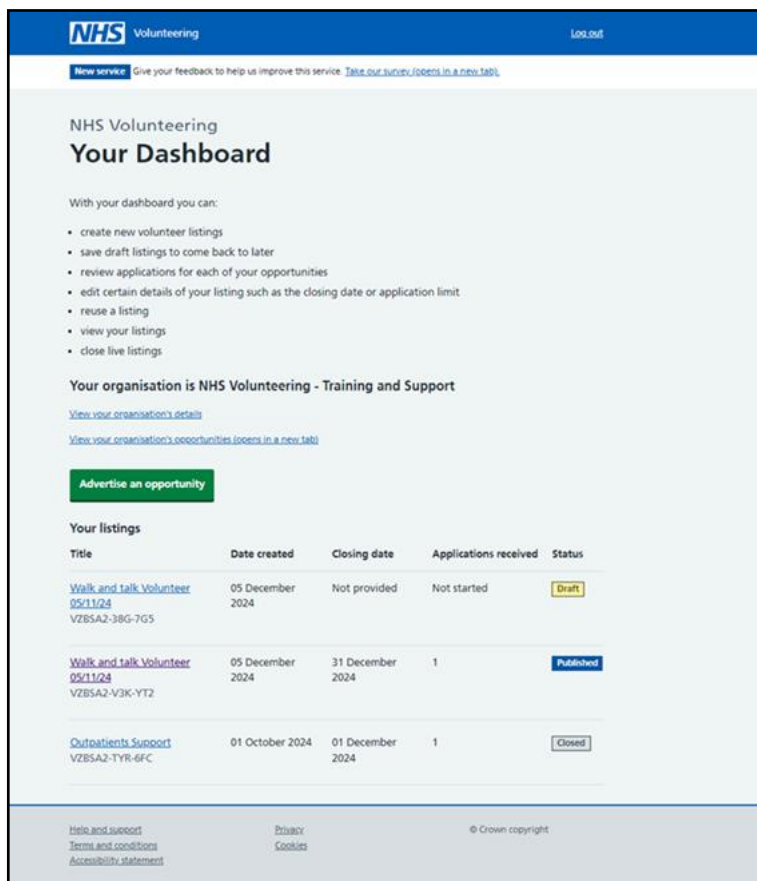 NHS Volunteering Log out
New service Give your feedback to help us improve this service. Take our survey (opens in a new tab).
NHS Volunteering
Your Dashboard
With your dashboard you can:
• create new volunteer listings
• save draft listings to come back to later
• review applications for each of your opportunities
• edit certain details of your listing such as the closing date or application limit
• reuse a listing
• view your listings
• close live listings
Your organisation is NHS Volunteering - Training and Support
View your organisation's details
View your organisation's opportunities (opens in a new tab)
Advertise an opportunity
Your listings
Title Date created Closing date Applications received Status
Walk and talk Volunteer 05 December Not provided Not started Draft
05/11/24 2024
VZBSA2-38G-7G5
Walk and talk Volunteer 05 December 31 December 1 Published
05/11/24 2024 2024
VZBSA2-V3K-YT2
Outpatients Support 01 October 2024 01 December 1 Closed
VZBSA2-TYR-6FC 2024
Help and support Privacy © Crown copyright
Terms and conditions Cookies
Accessibility statement